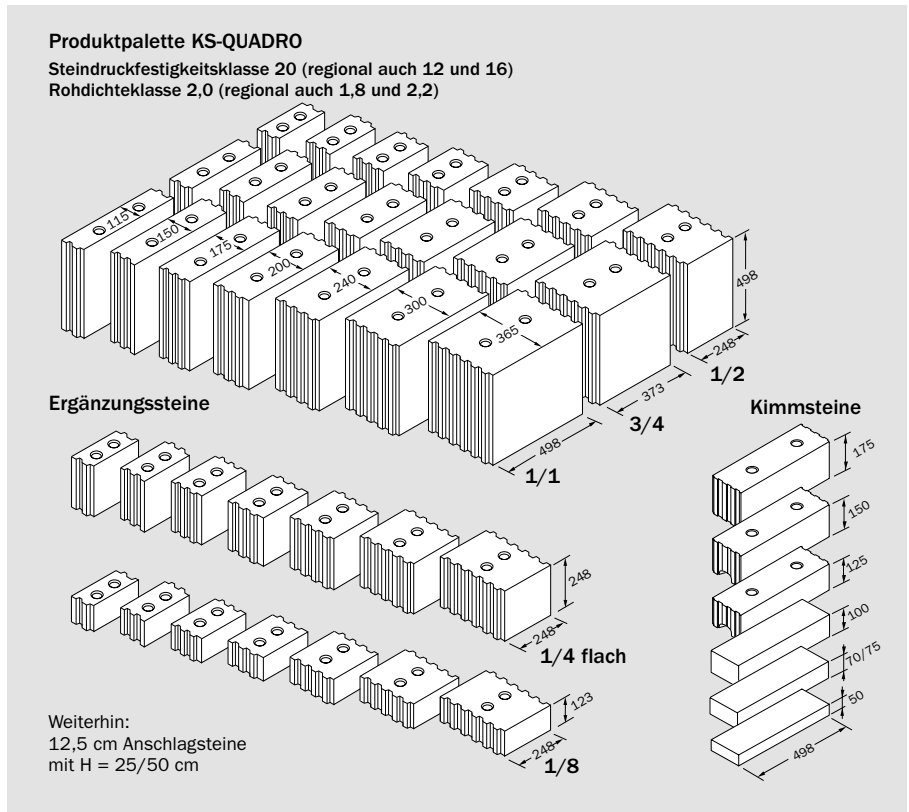 Produktpalette KS-QUADRO
Steindruckfestigkeitsklasse 20 (regional auch 12 und 16)
Rohdichteklasse 2,0 (regional auch 1,8 und 2,2)
115
150
175
200
240
300
365
498
248
1/2
373
3/4
498
1/1
Ergänzungssteine
248
248
1/4 flach
123
248
1/8
Kimmsteine
175
150
125
100
70/75
50
498
Weiterhin:
12,5 cm Anschlagsteine
mit H = 25/50 cm